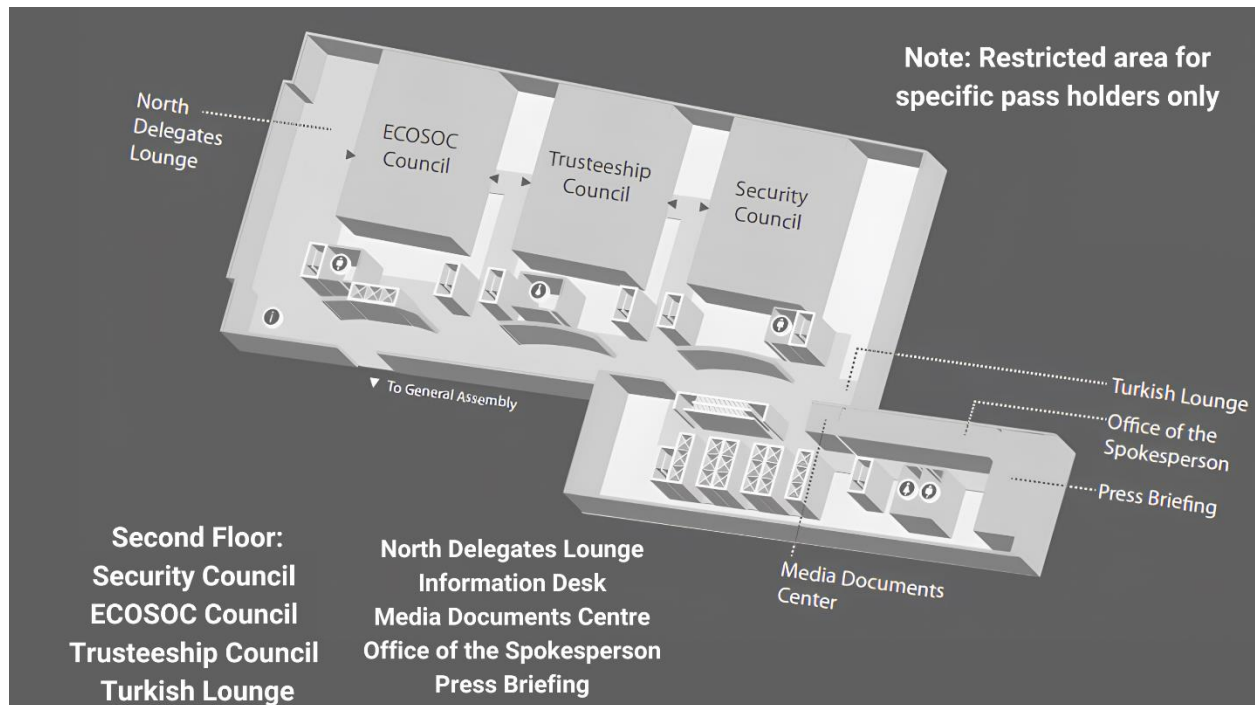 Note: Restricted area for
specific pass holders only
North
Delegates
Lounge
ECOSOC
Council
Trusteeship
Council
Security
Council
i
To General Assembly
Turkish Lounge
Office of the
Spokesperson
Press Briefing
Media Documents
Center
Second Floor:
Security Council
ECOSOC Council
Trusteeship Council
Turkish Lounge
North Delegates Lounge
Information Desk
Media Documents Centre
Office of the Spokesperson
Press Briefing